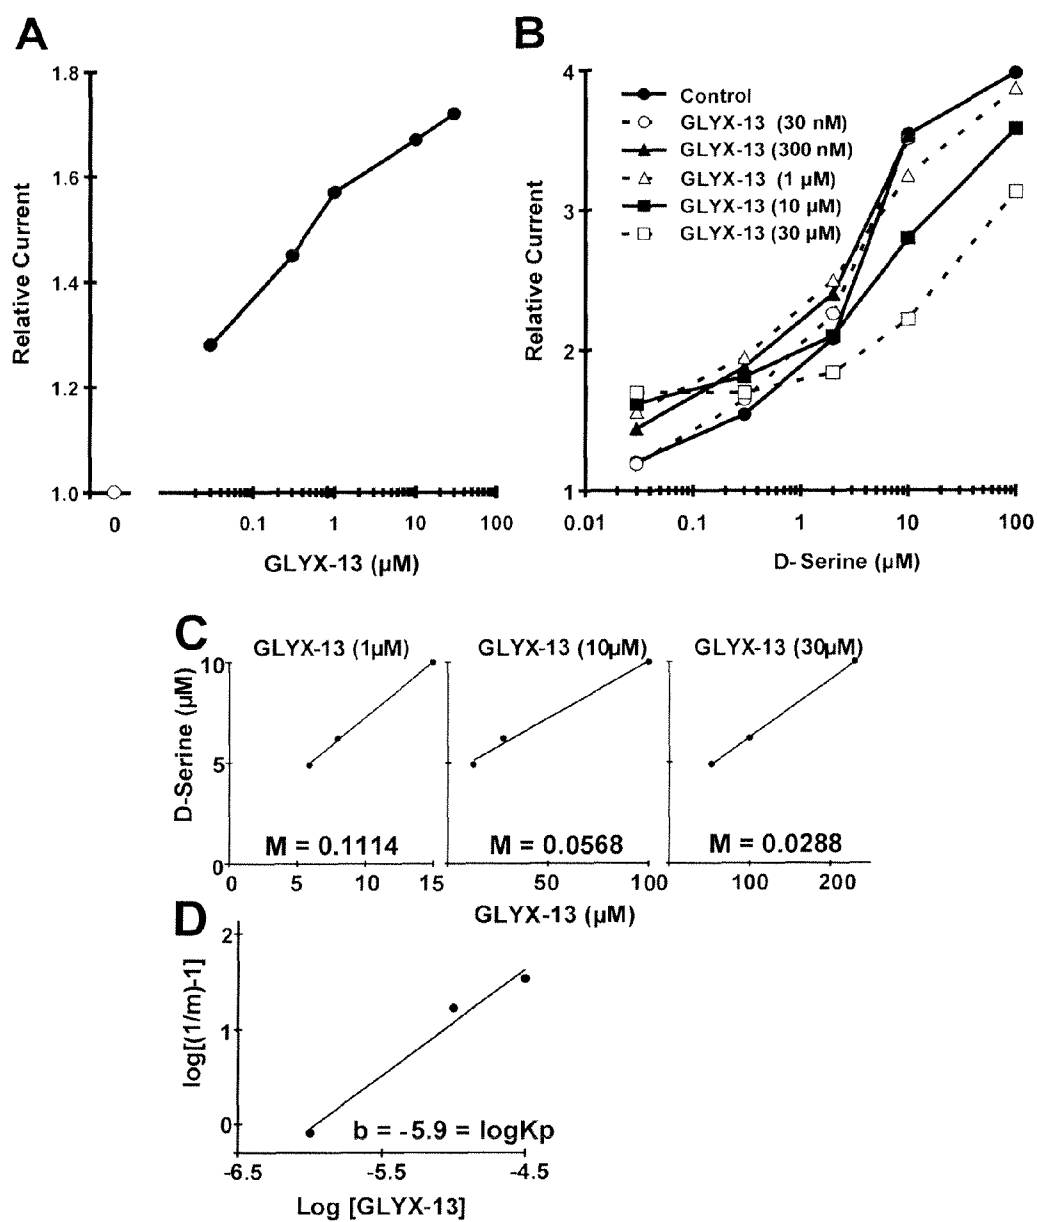 A
1.8
1.6
1.4
1.2
1.0
Relative Current
0
0.1
1
10
100
GLYX-13 (µM)
B
4
3
2
1
Relative Current
Control
GLYX-13 (30 nM)
GLYX-13 (300 nM)
GLYX-13 (1 µM)
GLYX-13 (10 µM)
GLYX-13 (30 µM)
0.01
0.1
1
10
100
D-Serine (µM)
C
GLYX-13 (1µM)
GLYX-13 (10µM)
GLYX-13 (30µM)
D-Serine (µM)
10
5
0
M = 0.1114
M = 0.0568
M = 0.0288
0
5
10
15
50
100
100
200
GLYX-13 (µM)
D
2
1
0
log[(1/m)-1]
b = -5.9 = logKp
-6.5
-5.5
-4.5
Log [GLYX-13]